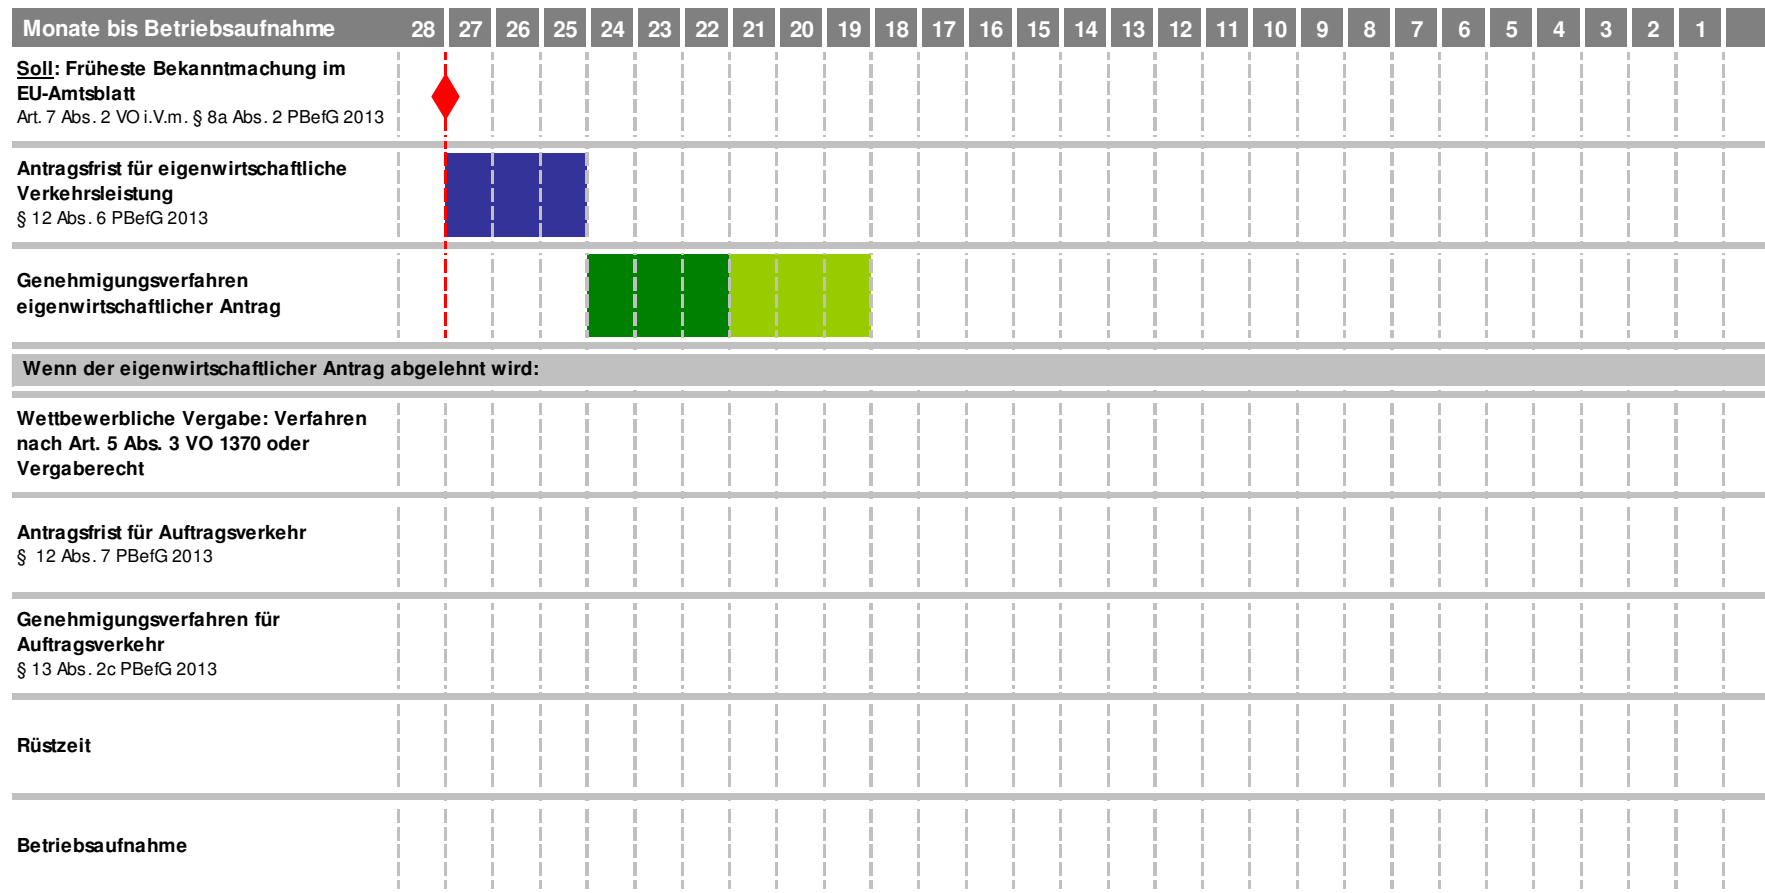 Monate bis Betriebsaufnahme 28 27 26 25 24 23 22 21 20 19 18 17 16 15 14 13 12 11 10 9 8 7 6 5 4 3 2 1
Soll: Früheste Bekanntmachung im
EU-Amtsblatt
Art. 7 Abs. 2 VO i.V.m. § 8a Abs. 2 PBefG 2013
Antragsfrist für eigenwirtschaftliche
Verkehrsleistung
§ 12 Abs. 6 PBefG 2013
Genehmigungsverfahren
eigenwirtschaftlicher Antrag
Wenn der eigenwirtschaftlicher Antrag abgelehnt wird:
Wettbewerbliche Vergabe: Verfahren
nach Art. 5 Abs. 3 VO 1370 oder
Vergaberecht
Antragsfrist für Auftragsverkehr
§ 12 Abs. 7 PBefG 2013
Genehmigungsverfahren für
Auftragsverkehr
§ 13 Abs. 2c PBefG 2013
Rüstzeit
Betriebsaufnahme